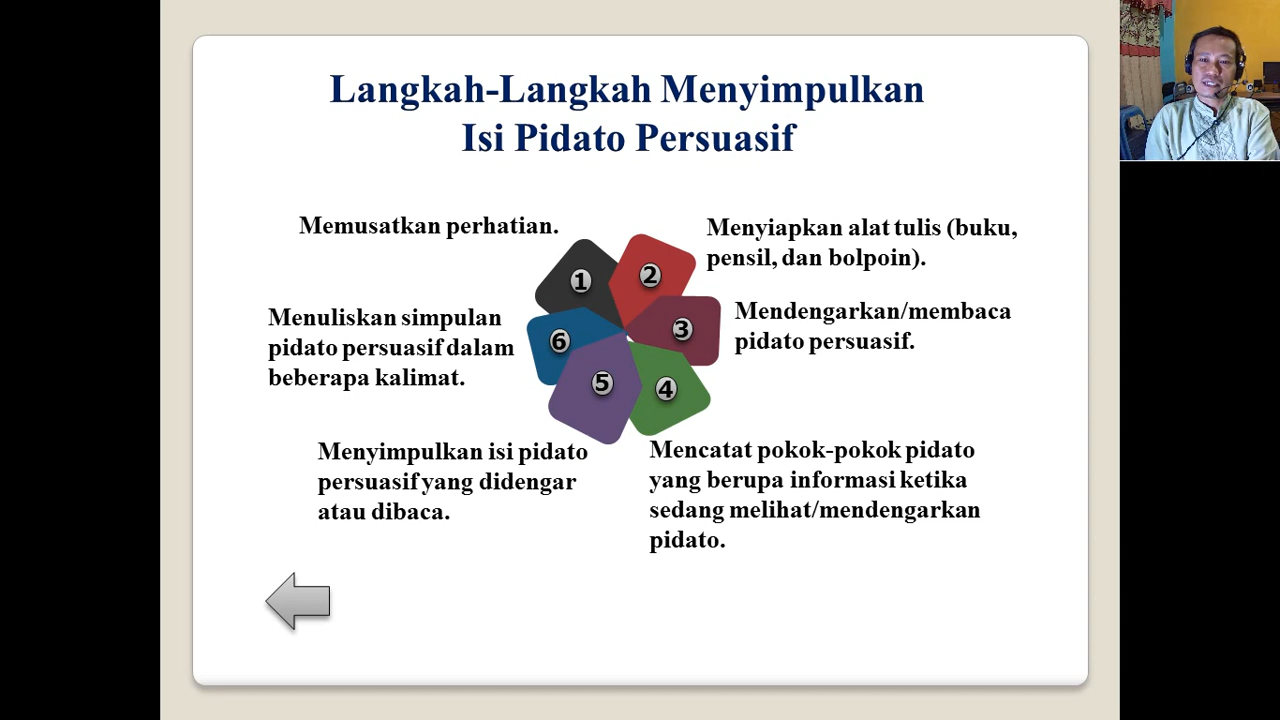 Langkah-Langkah Menyimpulkan
Isi Pidato Persuasif
Memusatkan perhatian.
1
2
Menyiapkan alat tulis (buku,
pensil, dan bolpoin).
3
Mendengarkan/membaca
pidato persuasif.
4
Mencatat pokok-pokok pidato
yang berupa informasi ketika
sedang melihat/mendengarkan
pidato.
5
Menyimpulkan isi pidato
persuasif yang didengar
atau dibaca.
6
Menuliskan simpulan
pidato persuasif dalam
beberapa kalimat.